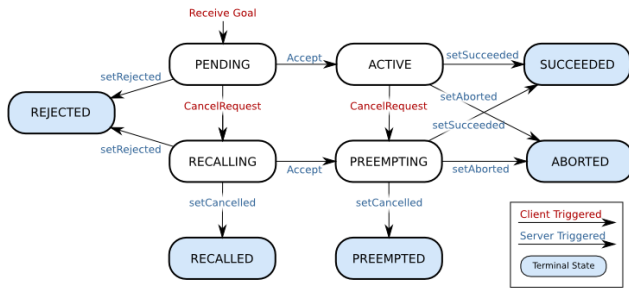 Receive Goal
PENDING
Accept
ACTIVE
setSucceeded
SUCCEEDED
setRejected
setAborted
REJECTED
CancelRequest
CancelRequest
setSucceeded
setRejected
RECALLING
Accept
PREEMPTING
setAborted
ABORTED
setCancelled
setCancelled
RECALLED
PREEMPTED
Client Triggered
Server Triggered
Terminal State